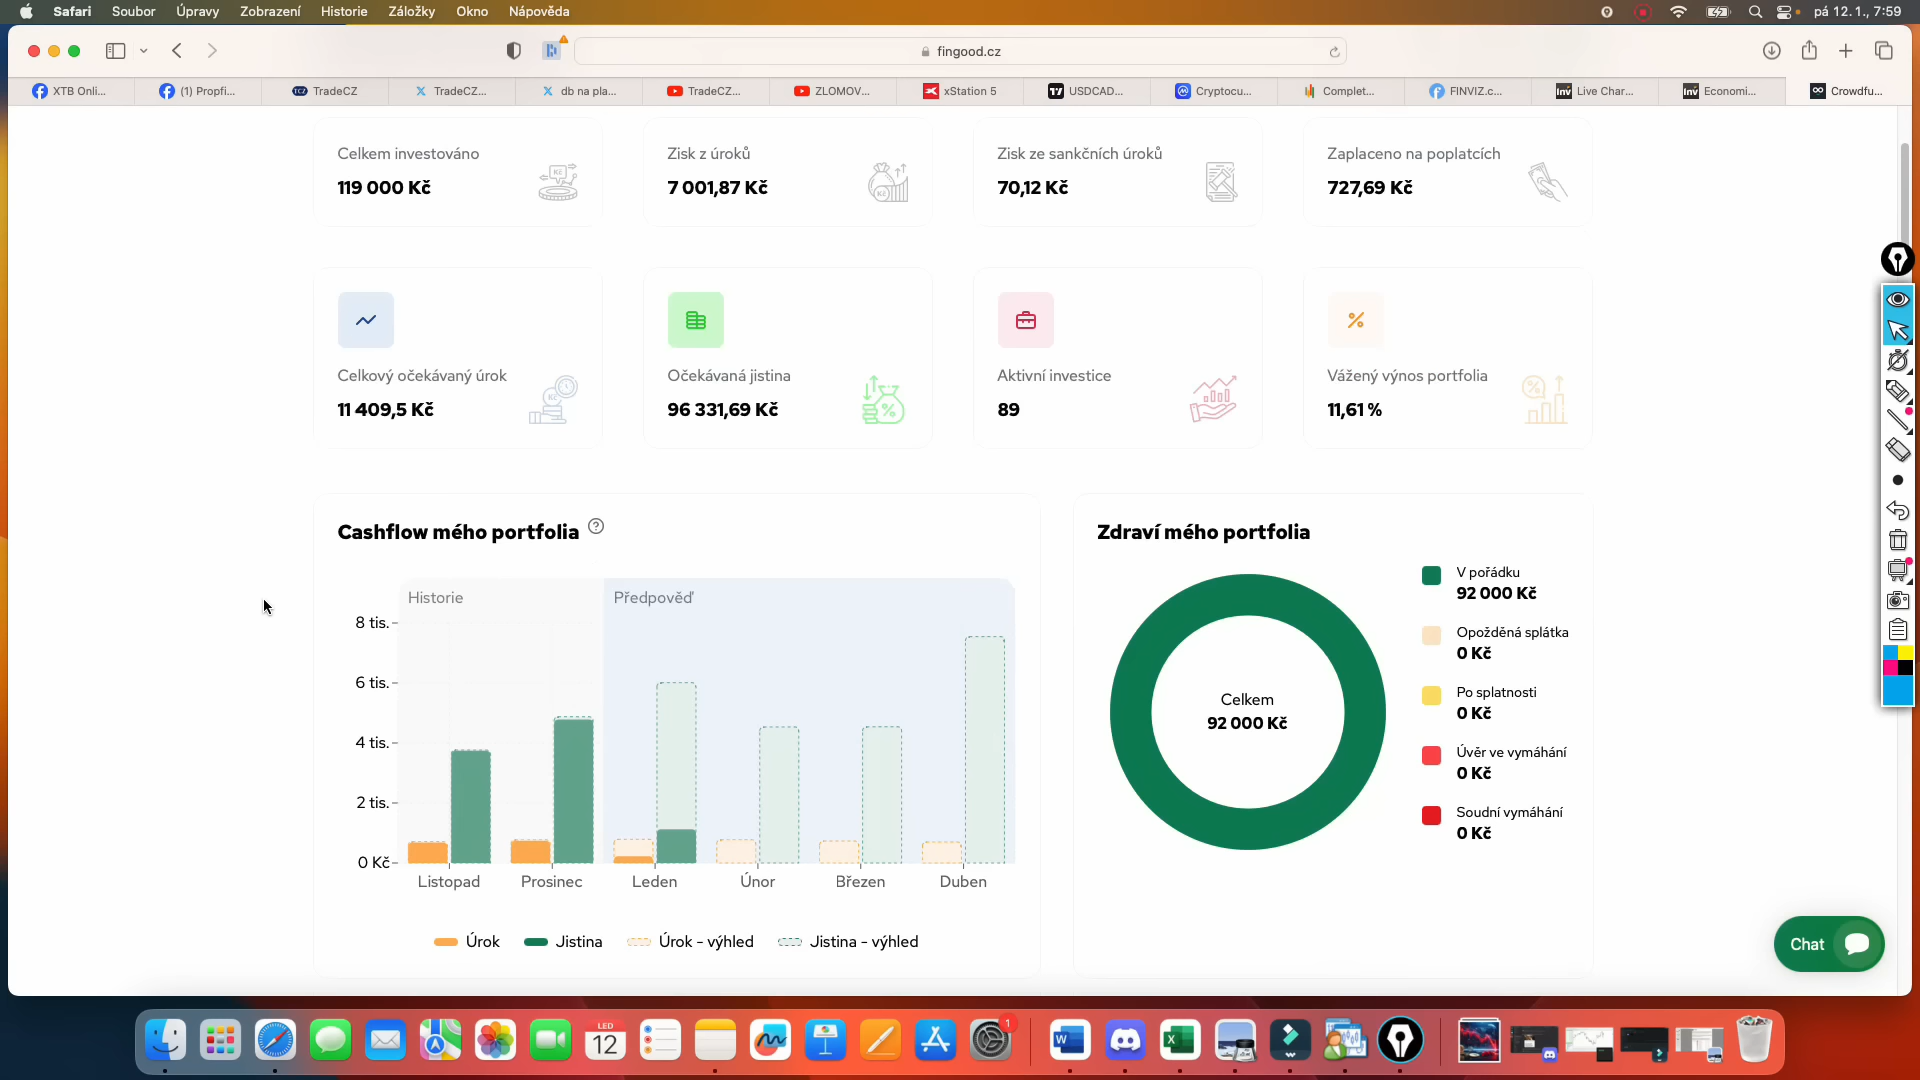 Safari Soubor Úpravy Zobrazení Historie Záložky Okno Nápověda pá 12. 1., 7:59
fingood.cz
XTB Onli... (1) Propfi... TradeCZ TradeCZ... db na pla... TradeCZ... ZLOMOV... xStation 5 USDCAD... Cryptocu... Complet... FINVIZ.c... Live Char... Economi... Crowdfu...
Celkem investováno
119 000 Kč
Zisk z úroků
7 001,87 Kč
Zisk ze sankčních úroků
70,12 Kč
Zaplaceno na poplatcích
727,69 Kč
Celkový očekávaný úrok
11 409,5 Kč
Očekávaná jistina
96 331,69 Kč
Aktivní investice
89
Vážený výnos portfolia
11,61 %
Cashflow mého portfolia ?
Historie Předpověď
8 tis.
6 tis.
4 tis.
2 tis.
0 Kč
Listopad Prosinec Leden Únor Březen Duben
Úrok Jistina Úrok - výhled Jistina - výhled
Zdraví mého portfolia
Celkem
92 000 Kč
V pořádku
92 000 Kč
Opožděná splátka
0 Kč
Po splatnosti
0 Kč
Úvěr ve vymáhání
0 Kč
Soudní vymáhání
0 Kč
Chat
LED
12
1